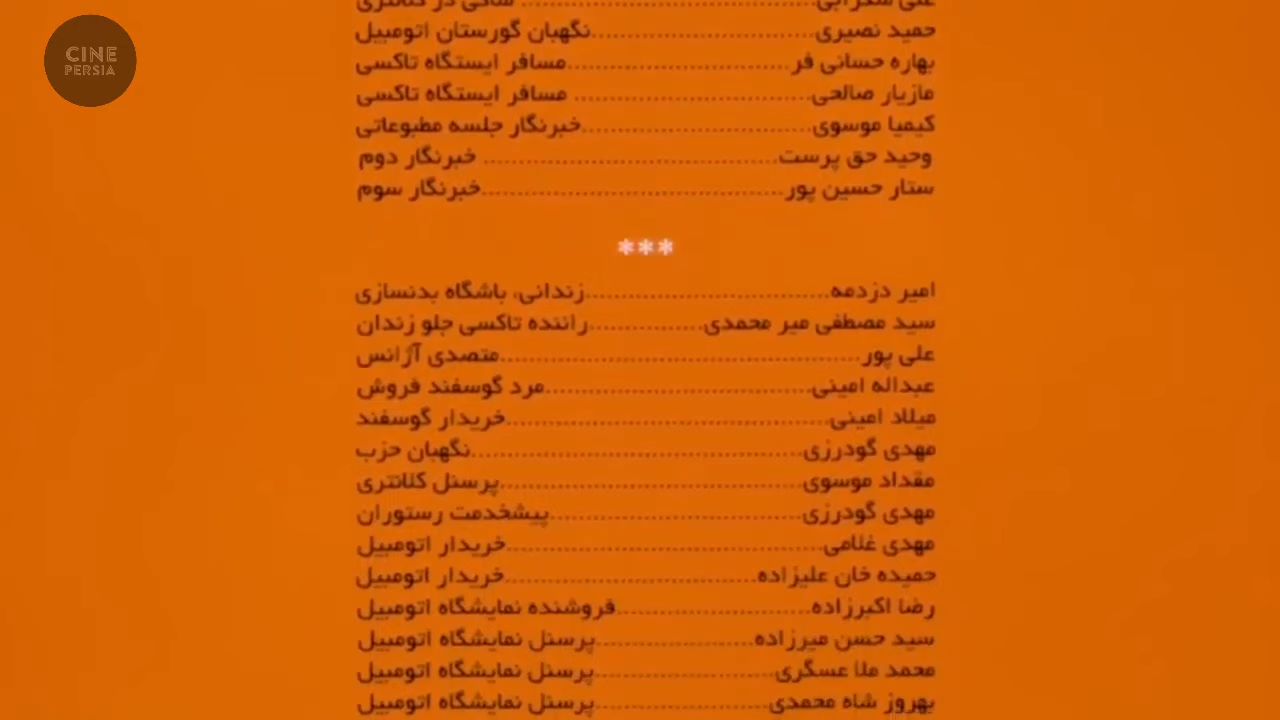 CINE
PERSIA
شاکی در کلانتری
حمید نصیری..............................نگهبان گورستان اتومبیل
بهاره حسانی فر..............................مسافر ایستگاه تاکسی
مازیار صالحی.............................. مسافر ایستگاه تاکسی
کیمیا موسوی..............................خبرنگار جلسه مطبوعاتی
وحید حق پرست....................................... خبرنگار دوم
ستار حسین پور.......................................خبرنگار سوم
***
امیر دزدمه...............................زندانی، باشگاه بدنسازی
سید مصطفی میر محمدی...............راننده تاکسی جلو زندان
علی پور...............................................متصدی آژانس
عبداله امینی..................................مرد گوسفند فروش
میلاد امینی.........................................خریدار گوسفند
مهدی گودرزی...........................................نگهبان حزب
مقداد موسوی.......................................پرسنل کلانتری
مهدی گودرزی................................پیشخدمت رستوران
مهدی غلامی........................................خریدار اتومبیل
حمیده خان علیزاده................................خریدار اتومبیل
رضا اکبرزاده.........................فروشنده نمایشگاه اتومبیل
سید حسن میرزاده....................پرسنل نمایشگاه اتومبیل
محمد ملا عسگری.......................پرسنل نمایشگاه اتومبیل
بهروز شاه محمدی......................پرسنل نمایشگاه اتومبیل